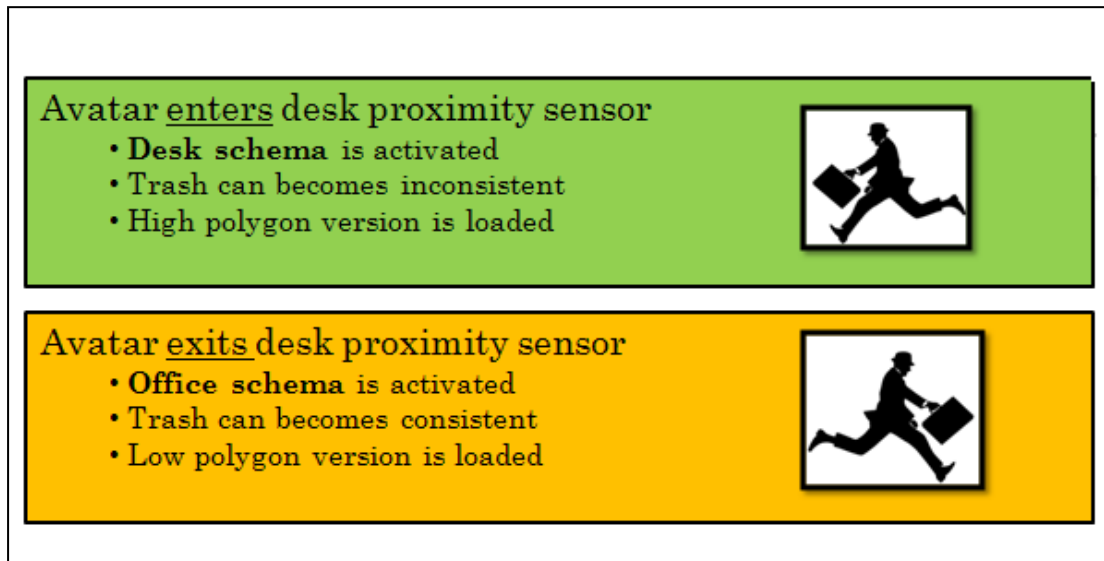 Avatar enters desk proximity sensor
• Desk schema is activated
• Trash can becomes inconsistent
• High polygon version is loaded
Avatar exits desk proximity sensor
• Office schema is activated
• Trash can becomes consistent
• Low polygon version is loaded